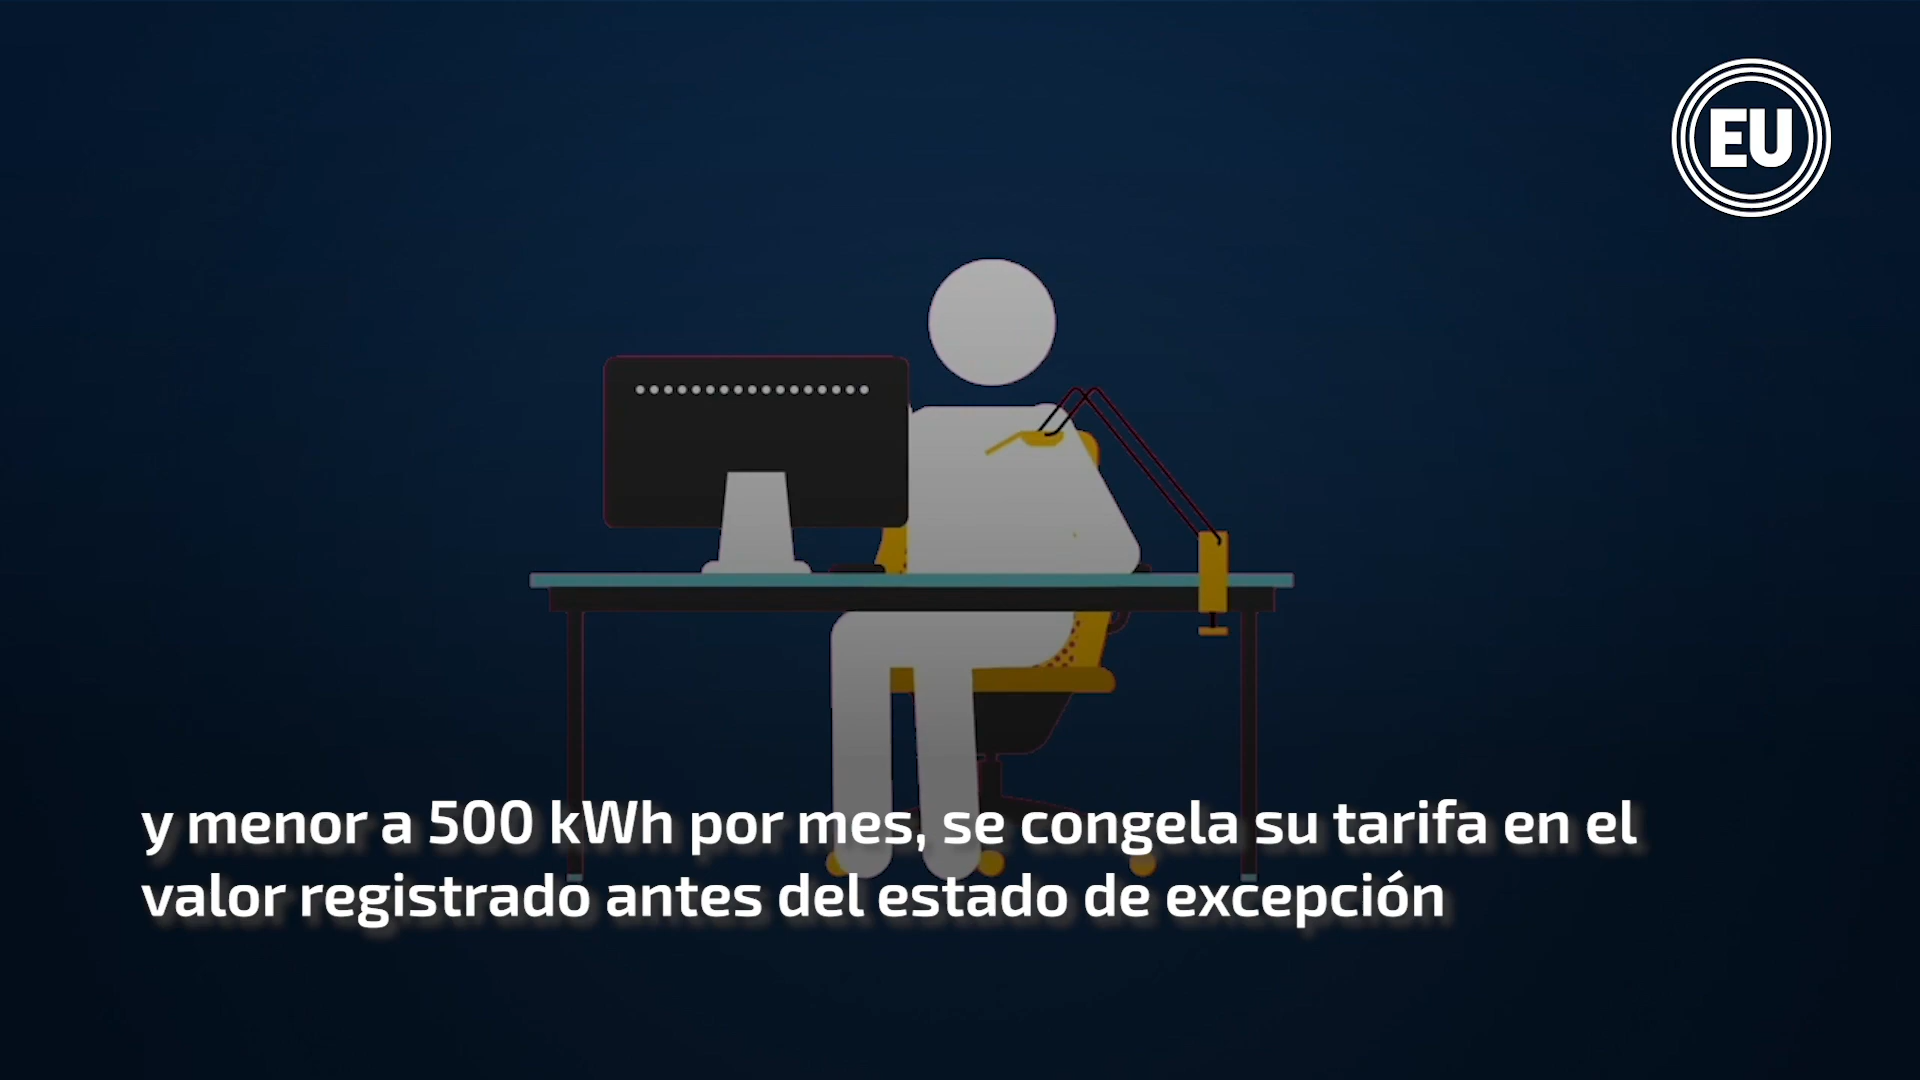 EU
y menor a 500 kWh por mes, se congela su tarifa en el
valor registrado antes del estado de excepción